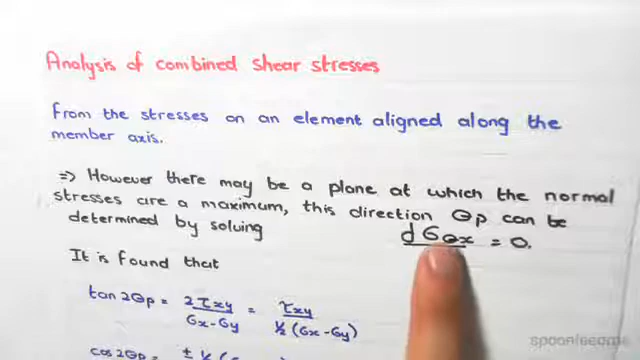 Analysis of combined shear stresses
From the stresses on an element aligned along the
member axis.
=> However there may be a plane at which the normal
stresses are a maximum, this direction Θp can be
determined by solving dσΘx = 0.
It is found that
tan2Θp = 2τxy / σx-σy = τxy / ½(σx-σy)
cos2Θp =
spoonfeedme